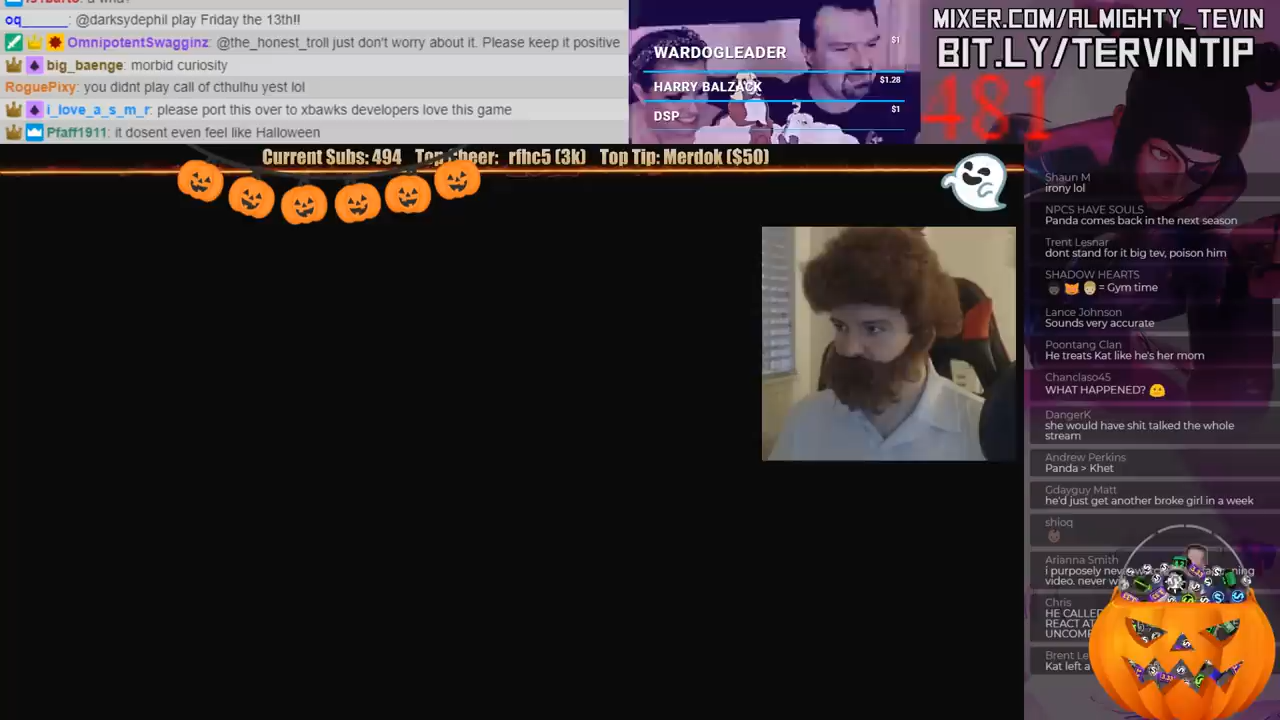 oq_______: @darksydephil play Friday the 13th!!
OmnipotentSwagginz: @the_honest_troll just don't worry about it. Please keep it positive
big_baenge: morbid curiosity
RoguePixy: you didnt play call of cthulhu yest lol
i_love_a_s_m_r: please port this over to xbawks developers love this game
Pfaff1911: it dosent even feel like Halloween
WARDOGLEADER $1
HARRY BALZACK $1.28
DSP $1
MIXER.COM/ALMIGHTY_TEVIN
BIT.LY/TERVINTIP
481
Current Subs: 494 Top Cheer: rfhc5 (3k) Top Tip: Merdok ($50)
Shaun M
irony lol
NPCS HAVE SOULS
Panda comes back in the next season
Trent Lesnar
dont stand for it big tev, poison him
SHADOW HEARTS
= Gym time
Lance Johnson
Sounds very accurate
Poontang Clan
He treats Kat like he's her mom
Chanclaso45
WHAT HAPPENED?
DangerK
she would have shit talked the whole
stream
Andrew Perkins
Panda > Khet
Gdayguy Matt
he'd just get another broke girl in a week
shioq
Arianna Smith
i purposely
video. never
Chris
HE CALLED
REACT AT
Brent
Kat left a